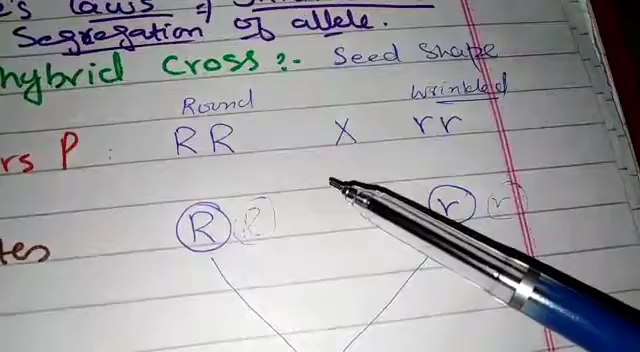 's Laws =)
Segregation of allele.
hybrid Cross :- Seed Shape
Round Wrinkled
rs P : RR X rr
R R r r
tes